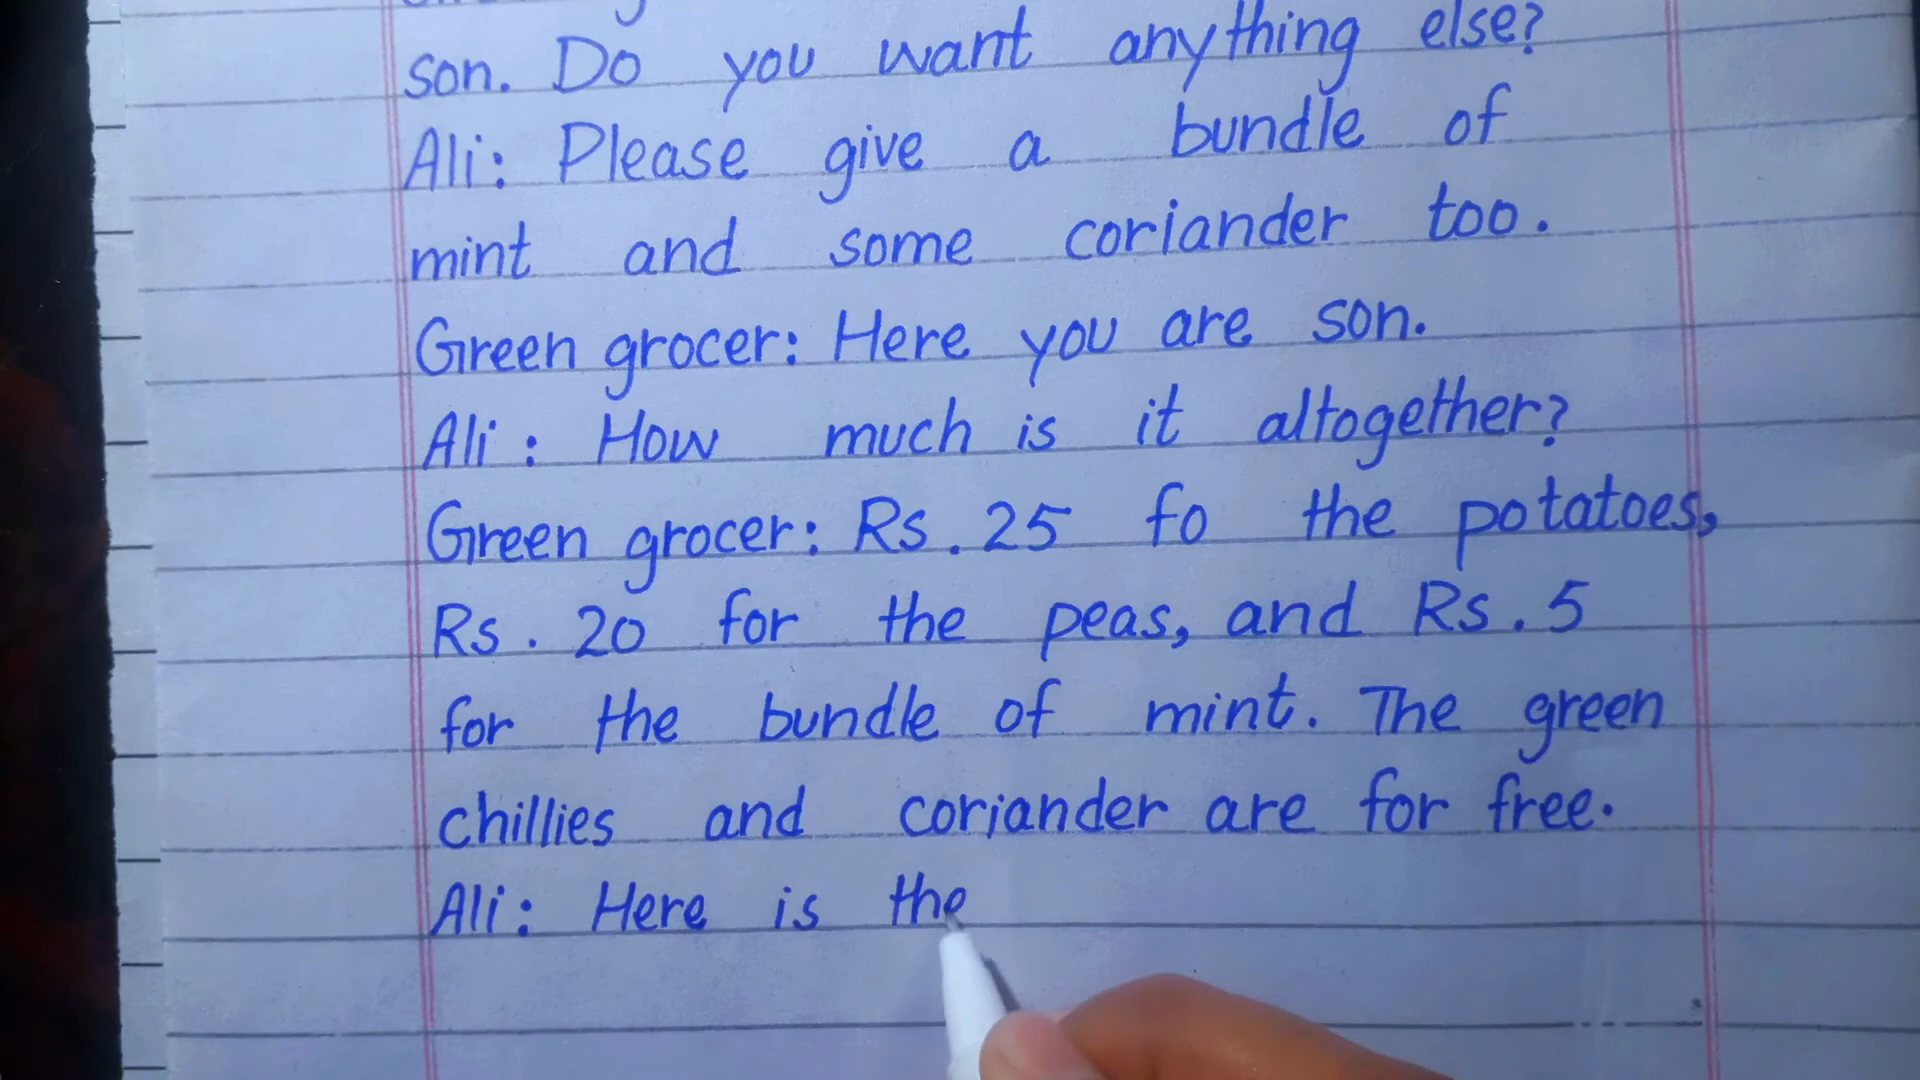 son. Do you want anything else?
Ali: Please give a bundle of
mint and some coriander too.
Green grocer: Here you are son.
Ali: How much is it altogether?
Green grocer: Rs. 25 fo the potatoes,
Rs. 20 for the peas, and Rs. 5
for the bundle of mint. The green
chillies and coriander are for free.
Ali: Here is the